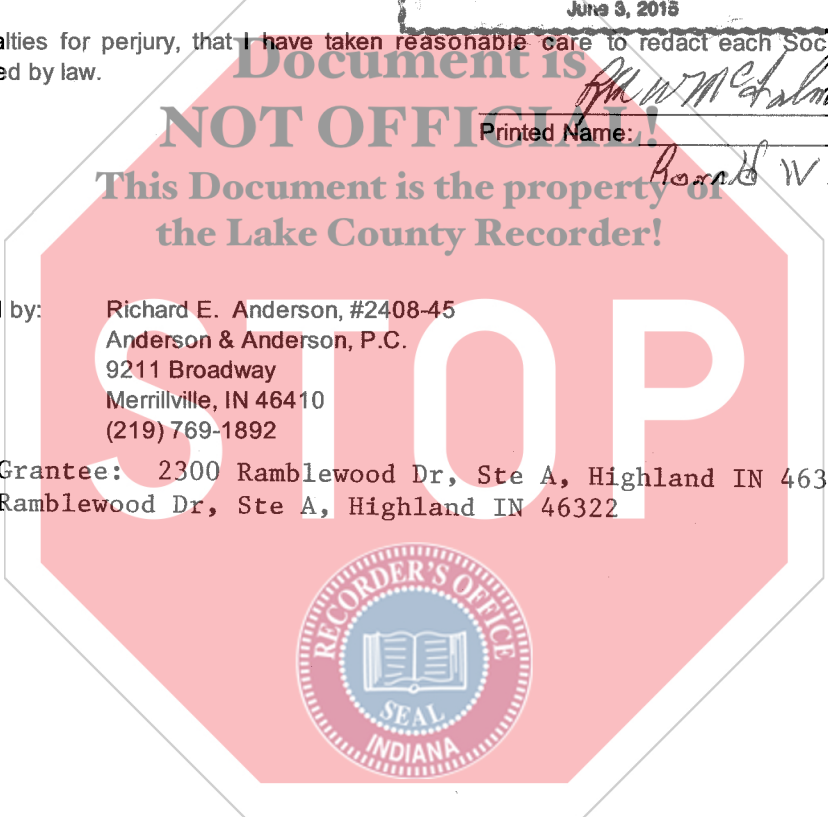 June 3, 2015
alties for perjury, that I have taken reasonable care to redact each Soc
ed by law.
Document is
NOT OFFICIAL!
Printed Name:
This Document is the property of
W
the Lake County Recorder!
by:
Richard E. Anderson, #2408-45
Anderson & Anderson, P.C.
9211 Broadway
Merrillville, IN 46410
(219) 769-1892
Grantee: 2300 Ramblewood Dr, Ste A, Highland IN 463
Ramblewood Dr, Ste A, Highland IN 46322
STOP
RECORDER'S OFFICE
SEAL
INDIANA